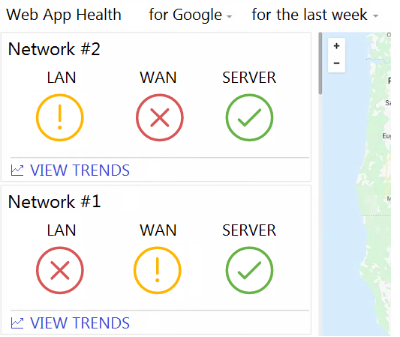 Web App Health for Google for the last week
Network #2
LAN WAN SERVER
VIEW TRENDS
Network #1
LAN WAN SERVER
VIEW TRENDS
+
−